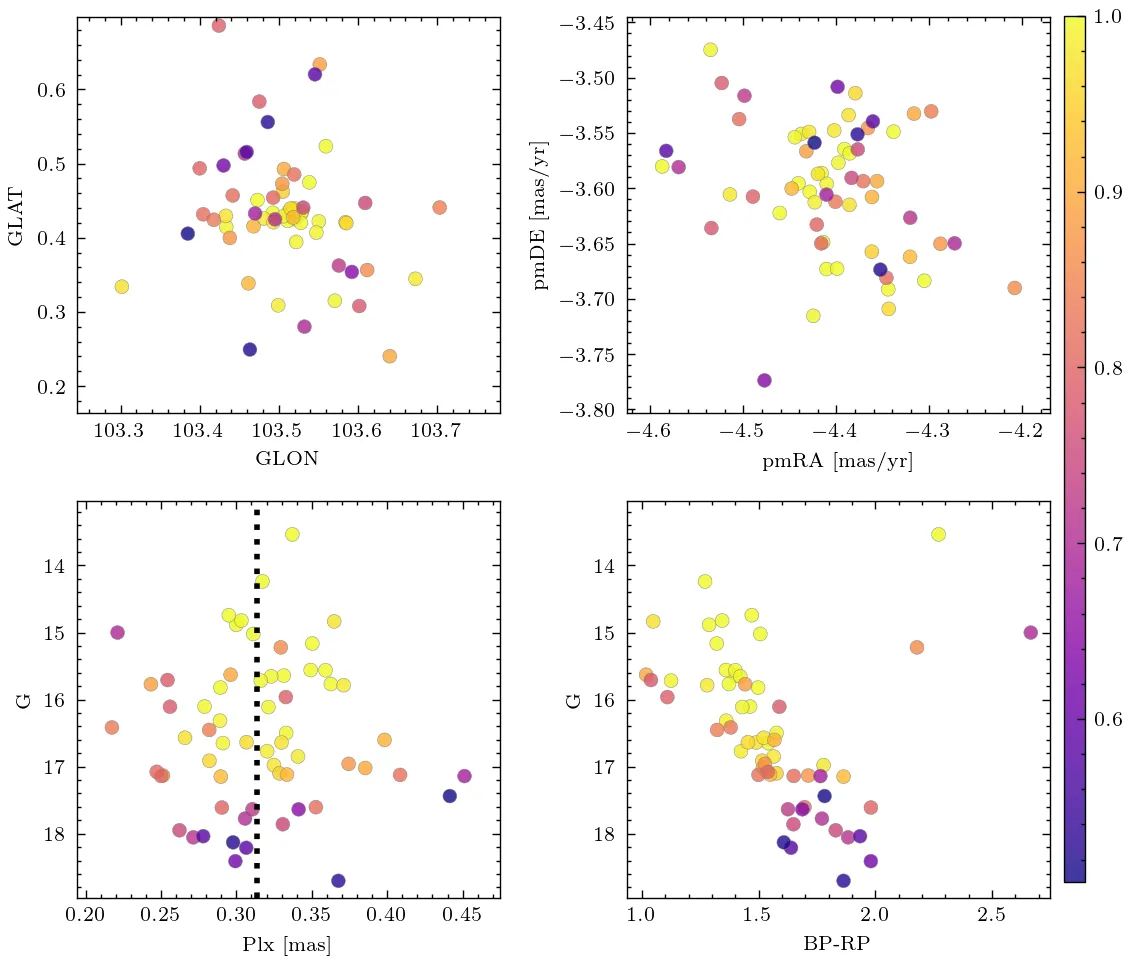 0.6
0.5
0.4
0.3
0.2
GLAT
103.3 103.4 103.5 103.6 103.7
GLON
−3.45
−3.50
−3.55
−3.60
−3.65
−3.70
−3.75
−3.80
pmDE [mas/yr]
−4.6 −4.5 −4.4 −4.3 −4.2
pmRA [mas/yr]
1.0
0.9
0.8
0.7
0.6
14
15
16
17
18
G
0.20 0.25 0.30 0.35 0.40 0.45
Plx [mas]
14
15
16
17
18
G
1.0 1.5 2.0 2.5
BP-RP